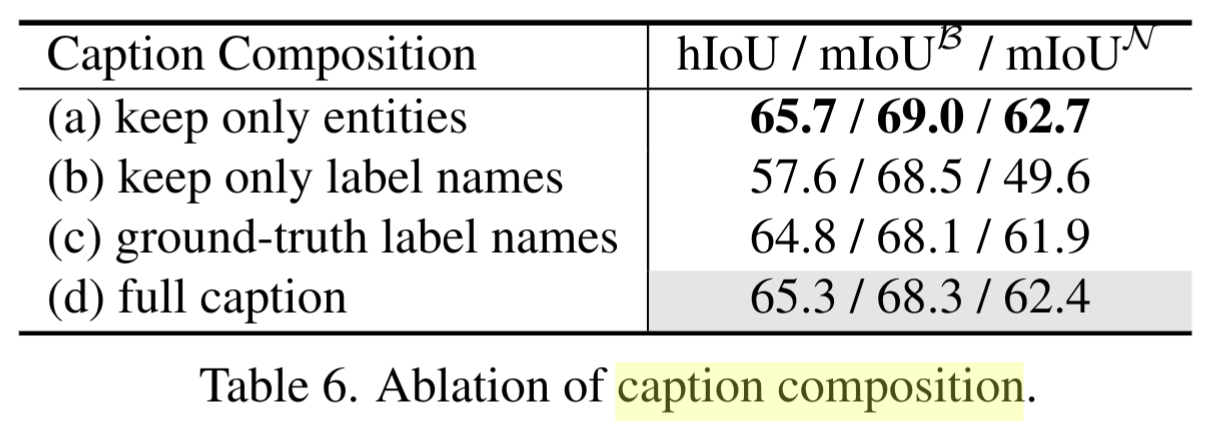 Caption Composition hIoU / mIoU^𝓑 / mIoU^𝓝
(a) keep only entities 65.7 / 69.0 / 62.7
(b) keep only label names 57.6 / 68.5 / 49.6
(c) ground-truth label names 64.8 / 68.1 / 61.9
(d) full caption 65.3 / 68.3 / 62.4
Table 6. Ablation of caption composition.